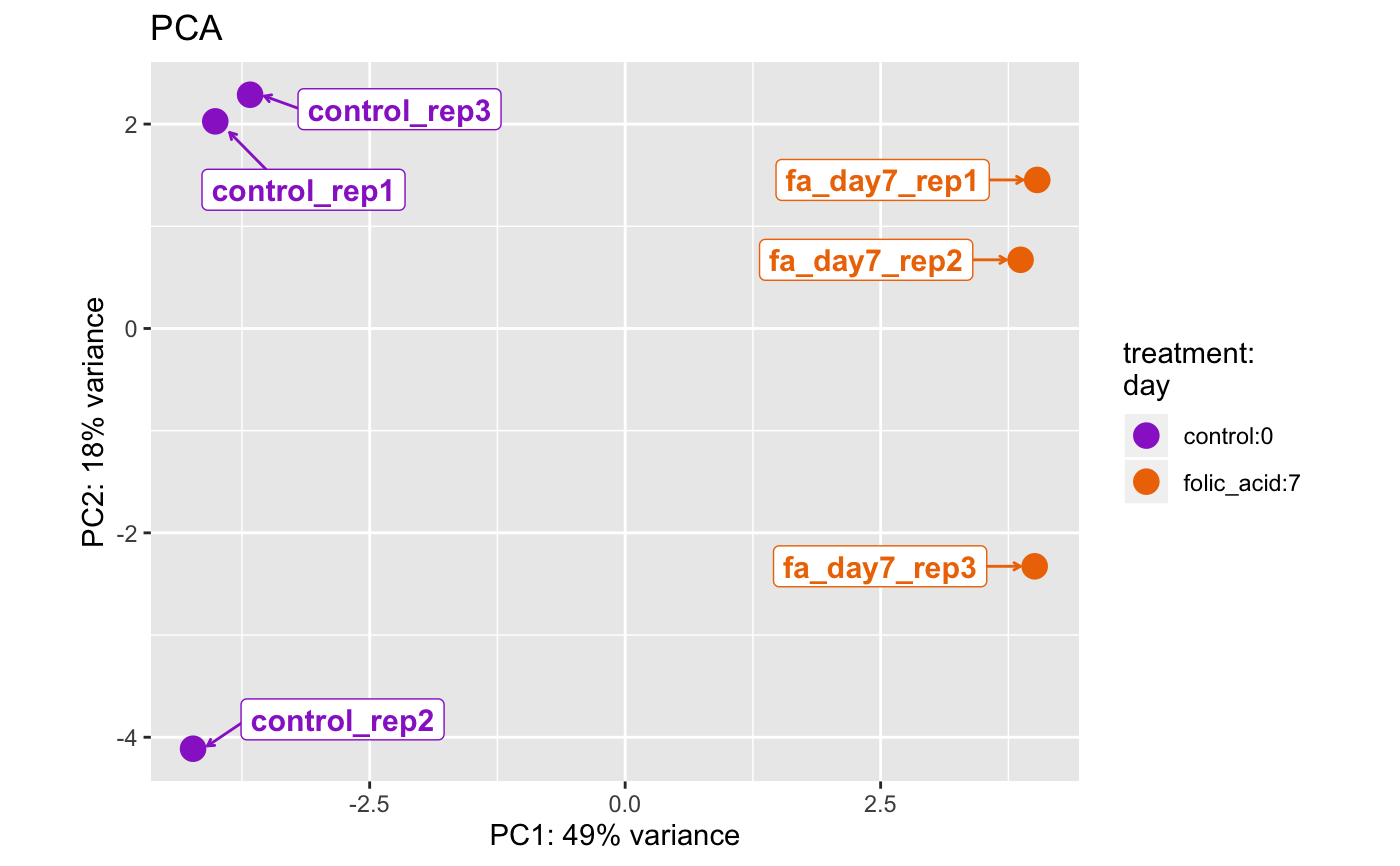 PCA
control_rep3
control_rep1
fa_day7_rep1
fa_day7_rep2
fa_day7_rep3
control_rep2
2
0
-2
-4
PC2: 18% variance
-2.5
0.0
2.5
PC1: 49% variance
treatment:
day
control:0
folic_acid:7